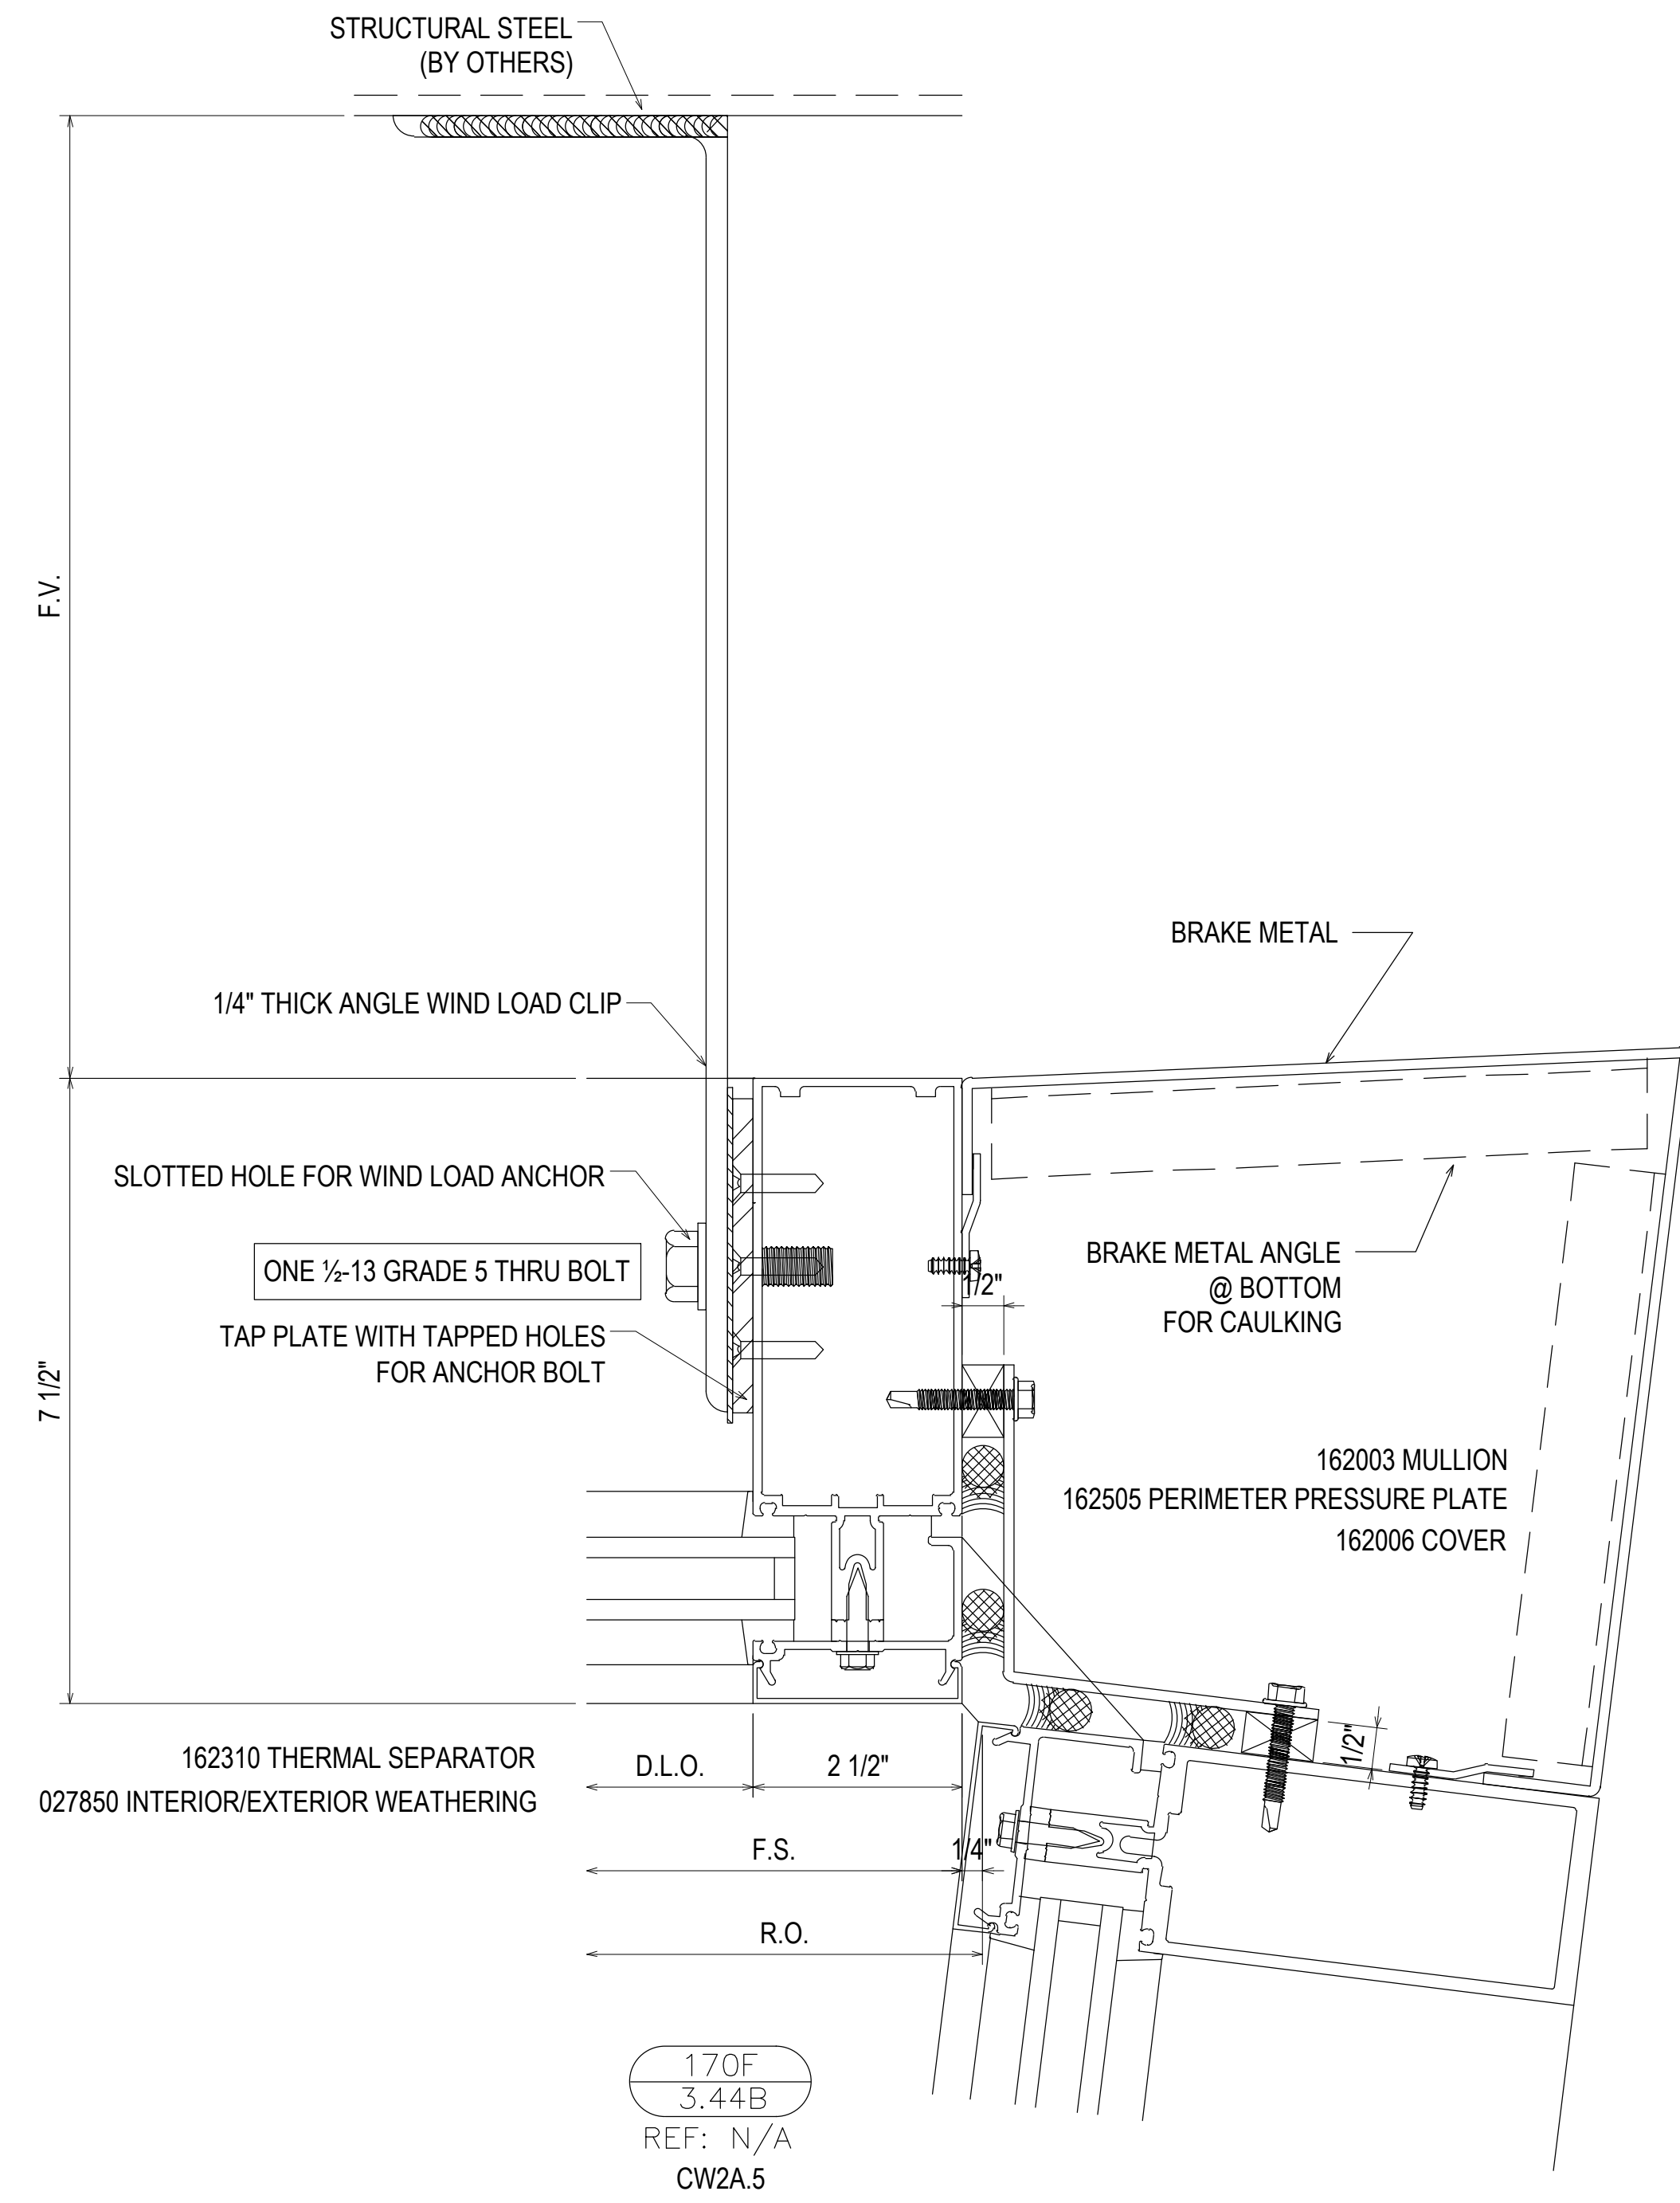 STRUCTURAL STEEL
(BY OTHERS)
F.V.
BRAKE METAL
1/4" THICK ANGLE WIND LOAD CLIP
SLOTTED HOLE FOR WIND LOAD ANCHOR
ONE ½-13 GRADE 5 THRU BOLT
TAP PLATE WITH TAPPED HOLES
FOR ANCHOR BOLT
BRAKE METAL ANGLE
@ BOTTOM
FOR CAULKING
1/2"
7 1/2"
162003 MULLION
162505 PERIMETER PRESSURE PLATE
162006 COVER
1/2"
162310 THERMAL SEPARATOR
027850 INTERIOR/EXTERIOR WEATHERING
D.L.O.
2 1/2"
F.S.
1/4"
R.O.
170F
3.44B
REF: N/A
CW2A.5